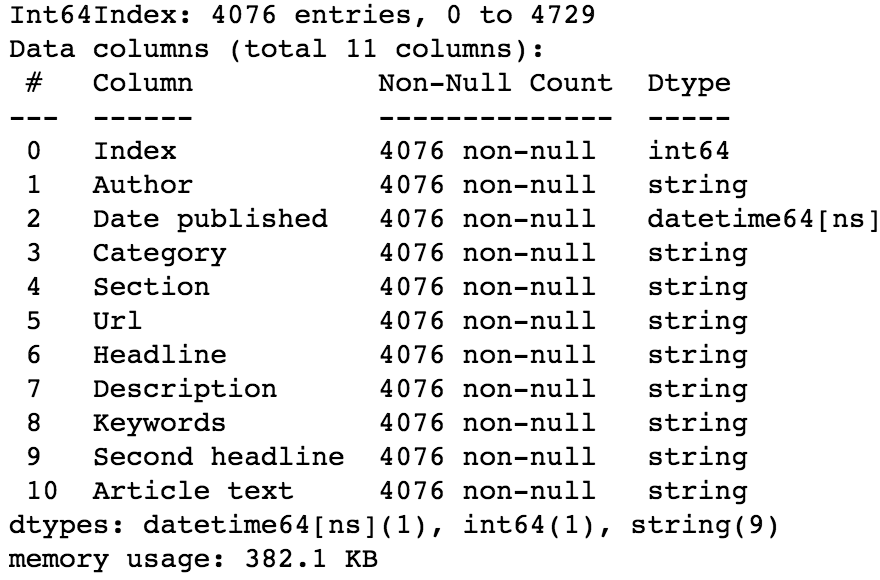 Int64Index: 4076 entries, 0 to 4729
Data columns (total 11 columns):
 #   Column           Non-Null Count  Dtype
---  ------           --------------  -----
 0   Index            4076 non-null   int64
 1   Author           4076 non-null   string
 2   Date published   4076 non-null   datetime64[ns]
 3   Category         4076 non-null   string
 4   Section          4076 non-null   string
 5   Url              4076 non-null   string
 6   Headline         4076 non-null   string
 7   Description      4076 non-null   string
 8   Keywords         4076 non-null   string
 9   Second headline  4076 non-null   string
 10  Article text     4076 non-null   string
dtypes: datetime64[ns](1), int64(1), string(9)
memory usage: 382.1 KB